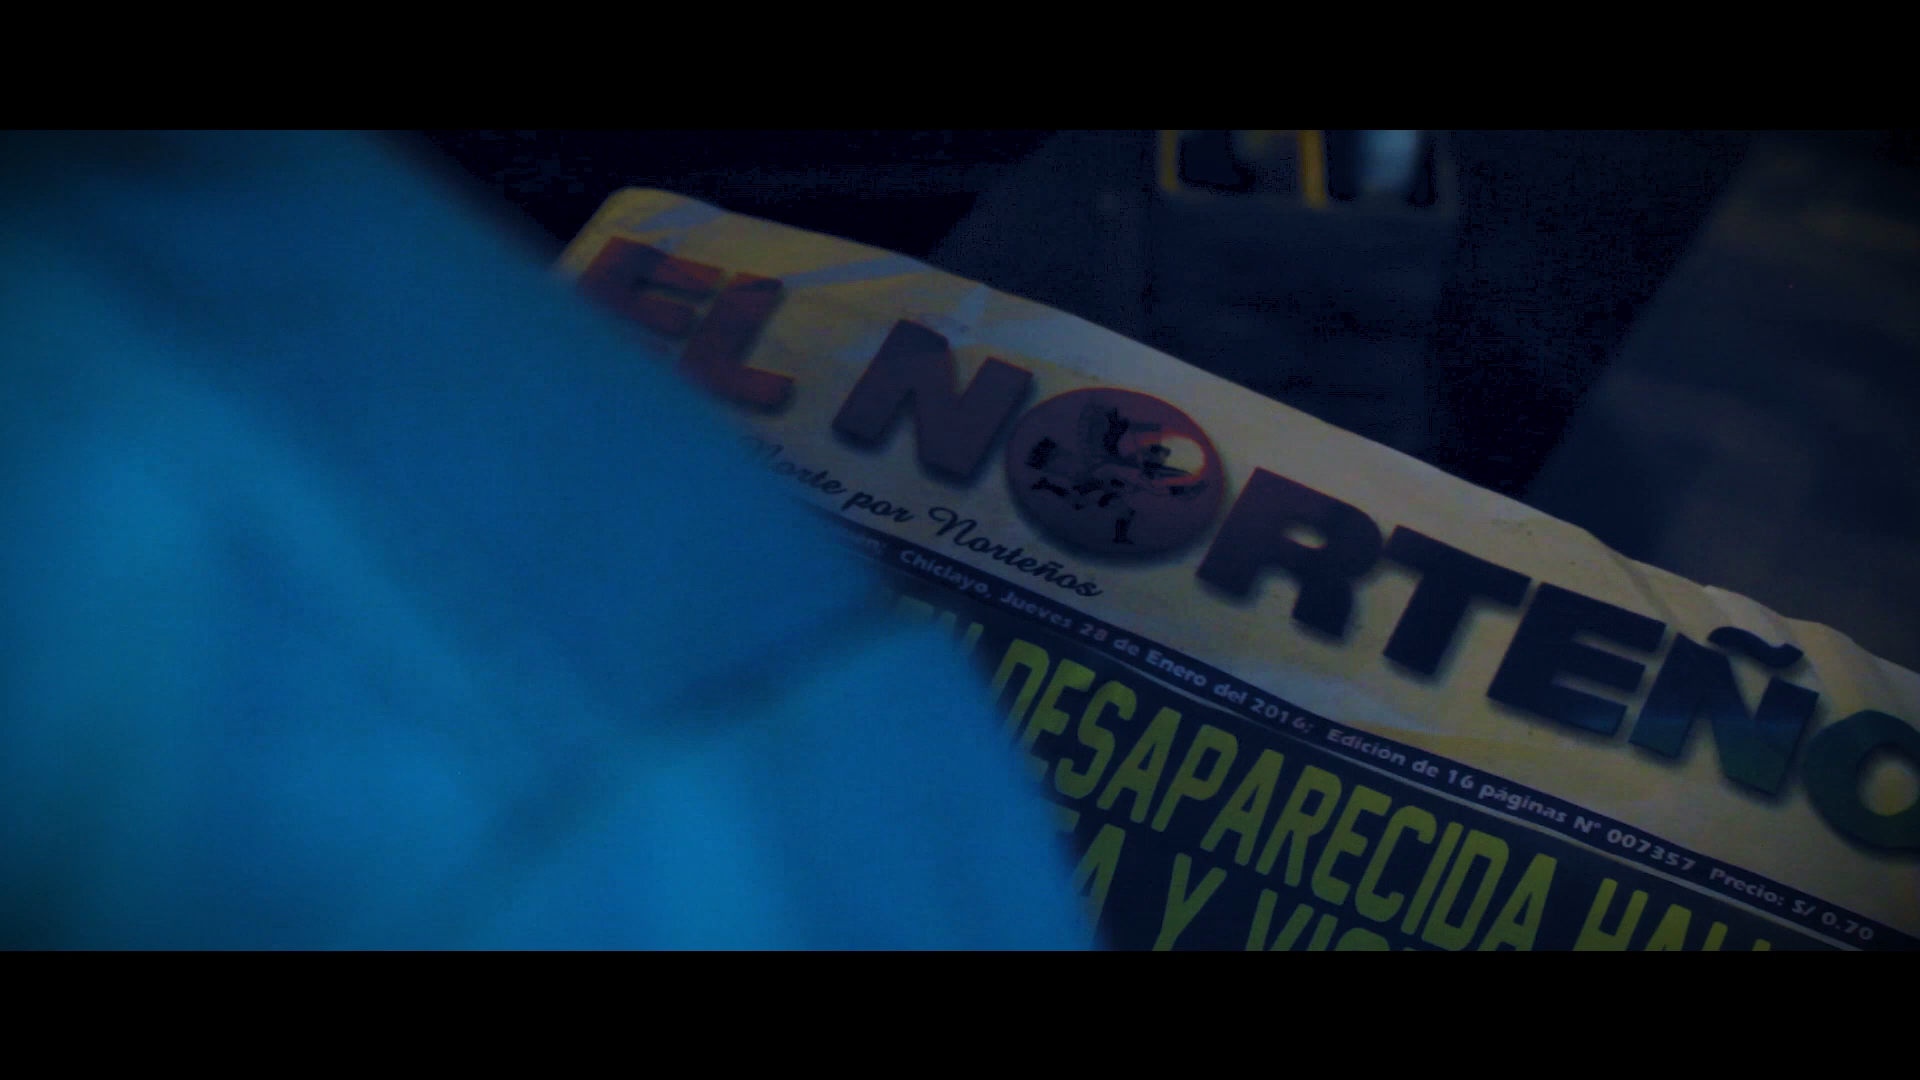 EL NORTEÑO
Norte por Norteños
Chiclayo, Jueves 28 de Enero del 2016; Edición de 16 páginas N° 007357 Precio: S/ 0.70
DESAPARECIDA
Y